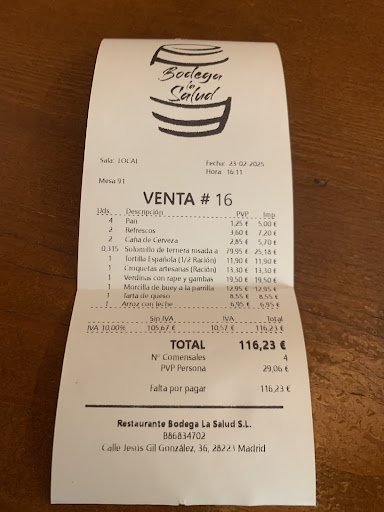 Bodega
la
Salud
Sala: LOCAL Fecha: 23-02-2025
Hora 16:11
Mesa 91
VENTA # 16
Uds. Descripción PVP Imp.
4 Pan 1,25 € 5,00 €
2 Refrescos 3,60 € 7,20 €
2 Caña de Cerveza 2,85 € 5,70 €
0,315 Solomillo de ternera rosada a 79,95 € 25,18 €
1 Tortilla Española (1/2 Ración) 11,90 € 11,90 €
1 Croquetas artesanas (Ración) 13,30 € 13,30 €
1 Verdinas con rape y gambas 19,50 € 19,50 €
1 Morcilla de buey a la parrilla 12,95 € 12,95 €
1 Tarta de queso 8,55 € 8,55 €
1 Arroz con leche 6,95 € 6,95 €
Sin IVA IVA Total
IVA 10,00% 105,67 € 10,57 € 116,23 €
TOTAL 116,23 €
Nº Comensales 4
PVP Persona 29,06 €
Falta por pagar 116,23 €
Restaurante Bodega La Salud S.L.
B86834702
Calle Jesús Gil González, 36, 28223 Madrid